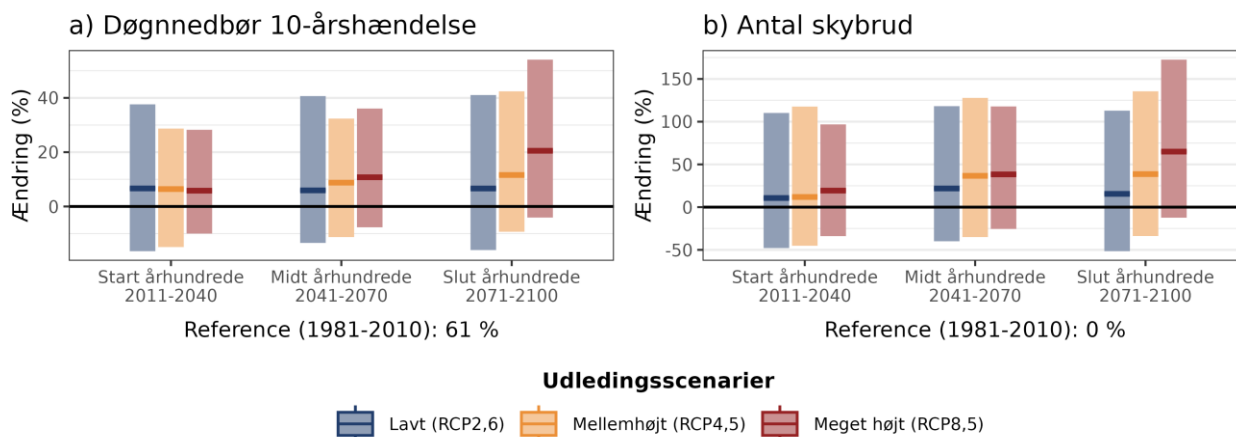 a) Døgnnedbør 10-årshændelse
Ændring (%)
40
20
0
Start århundrede
2011-2040
Midt århundrede
2041-2070
Slut århundrede
2071-2100
Reference (1981-2010): 61 %
b) Antal skybrud
Ændring (%)
150
100
50
0
-50
Start århundrede
2011-2040
Midt århundrede
2041-2070
Slut århundrede
2071-2100
Reference (1981-2010): 0 %
Udledingsscenarier
Lavt (RCP2,6)
Mellemhøjt (RCP4,5)
Meget højt (RCP8,5)